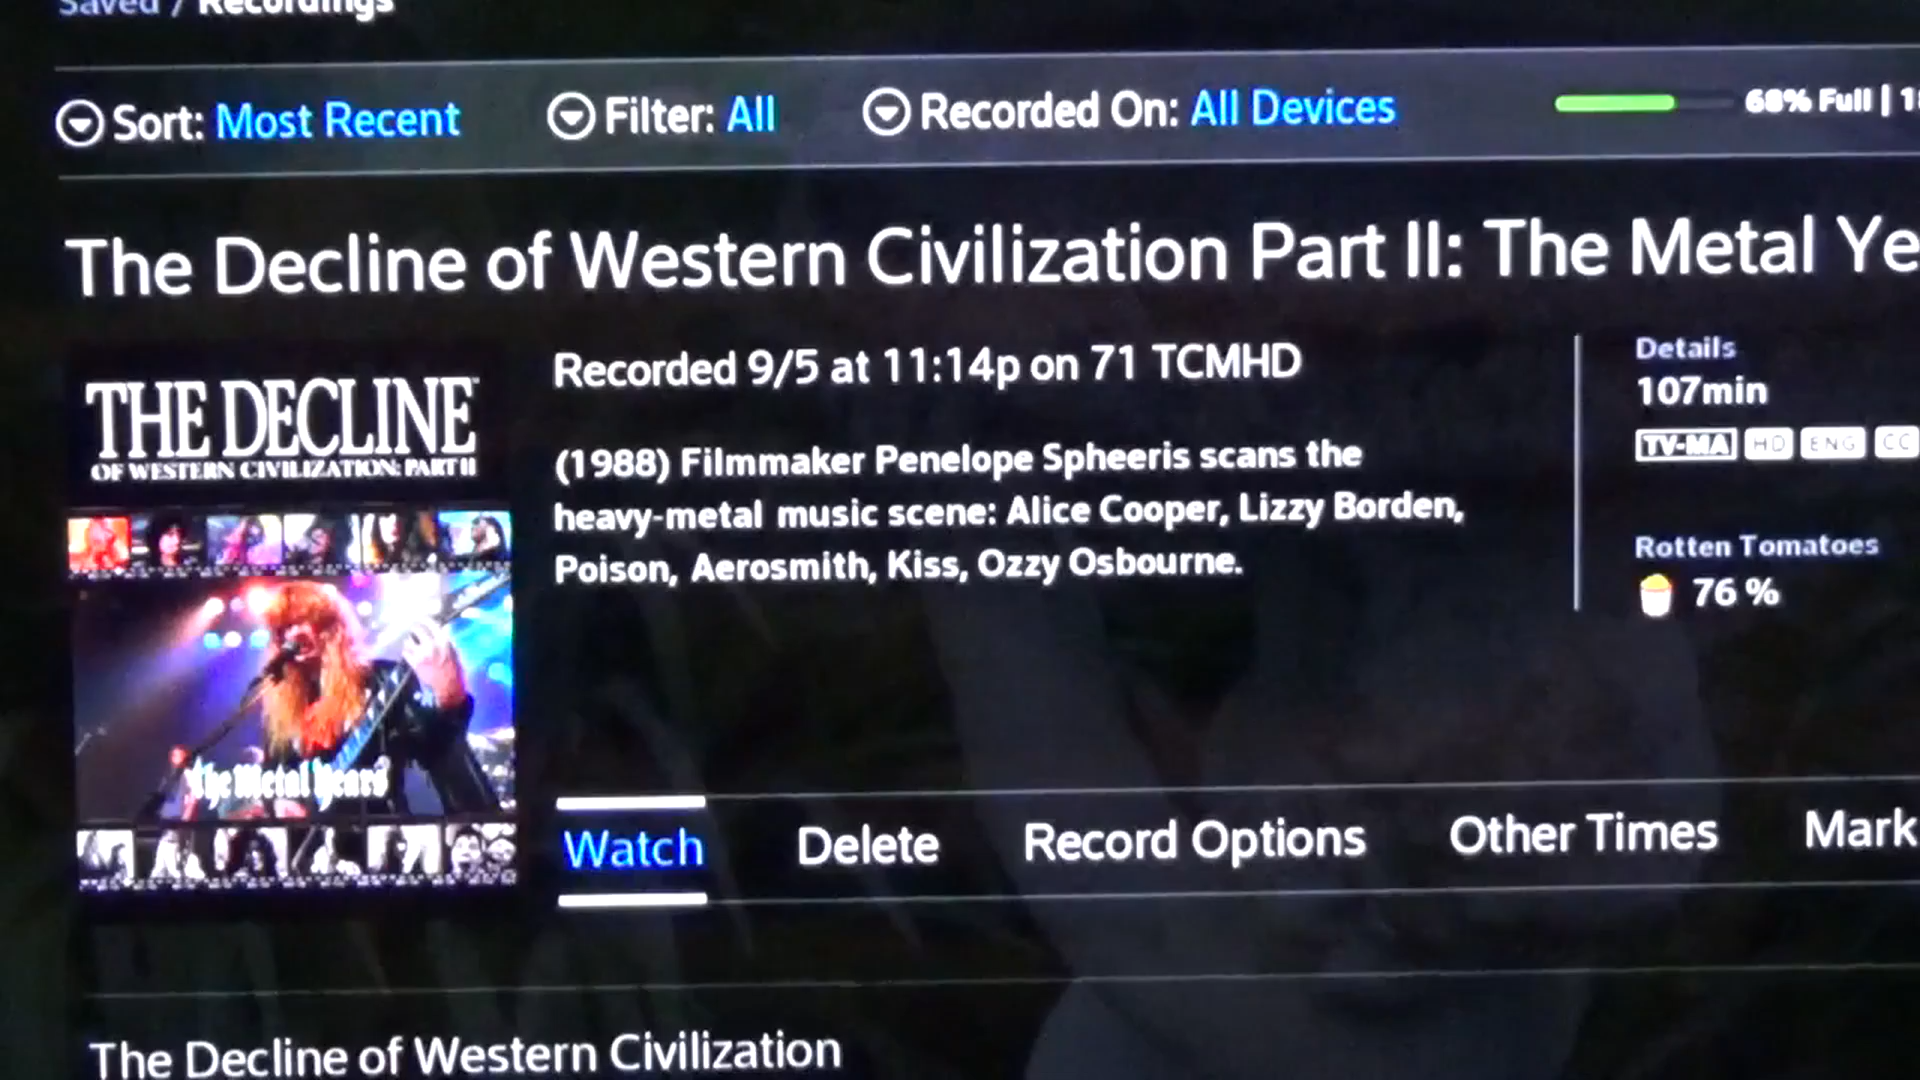 Saved / Recordings
Sort: Most Recent
Filter: All
Recorded On: All Devices
68% Full |
The Decline of Western Civilization Part II: The Metal Ye
THE DECLINE
OF WESTERN CIVILIZATION: PART II
The Metal Years
Recorded 9/5 at 11:14p on 71 TCMHD
(1988) Filmmaker Penelope Spheeris scans the
heavy-metal music scene: Alice Cooper, Lizzy Borden,
Poison, Aerosmith, Kiss, Ozzy Osbourne.
Details
107min
TV-MA HD ENG CC
Rotten Tomatoes
76 %
Watch
Delete
Record Options
Other Times
Mark
The Decline of Western Civilization